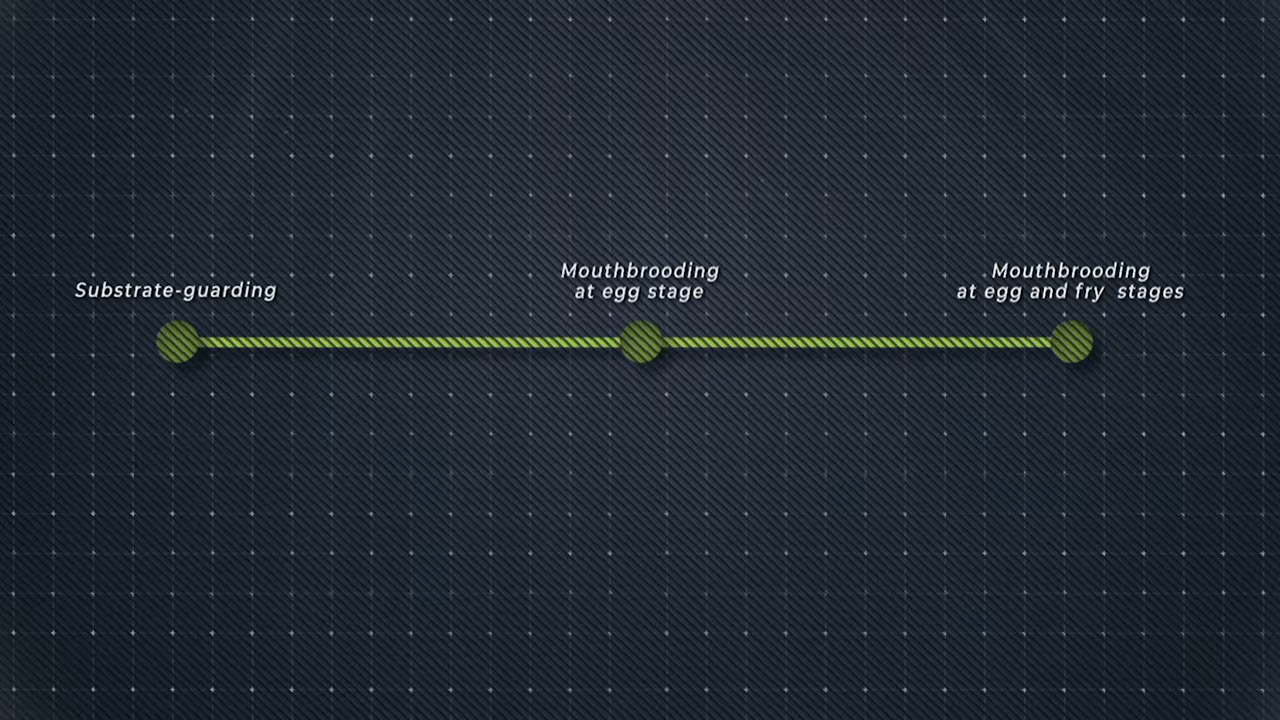 Substrate-guarding
Mouthbrooding
at egg stage
Mouthbrooding
at egg and fry stages